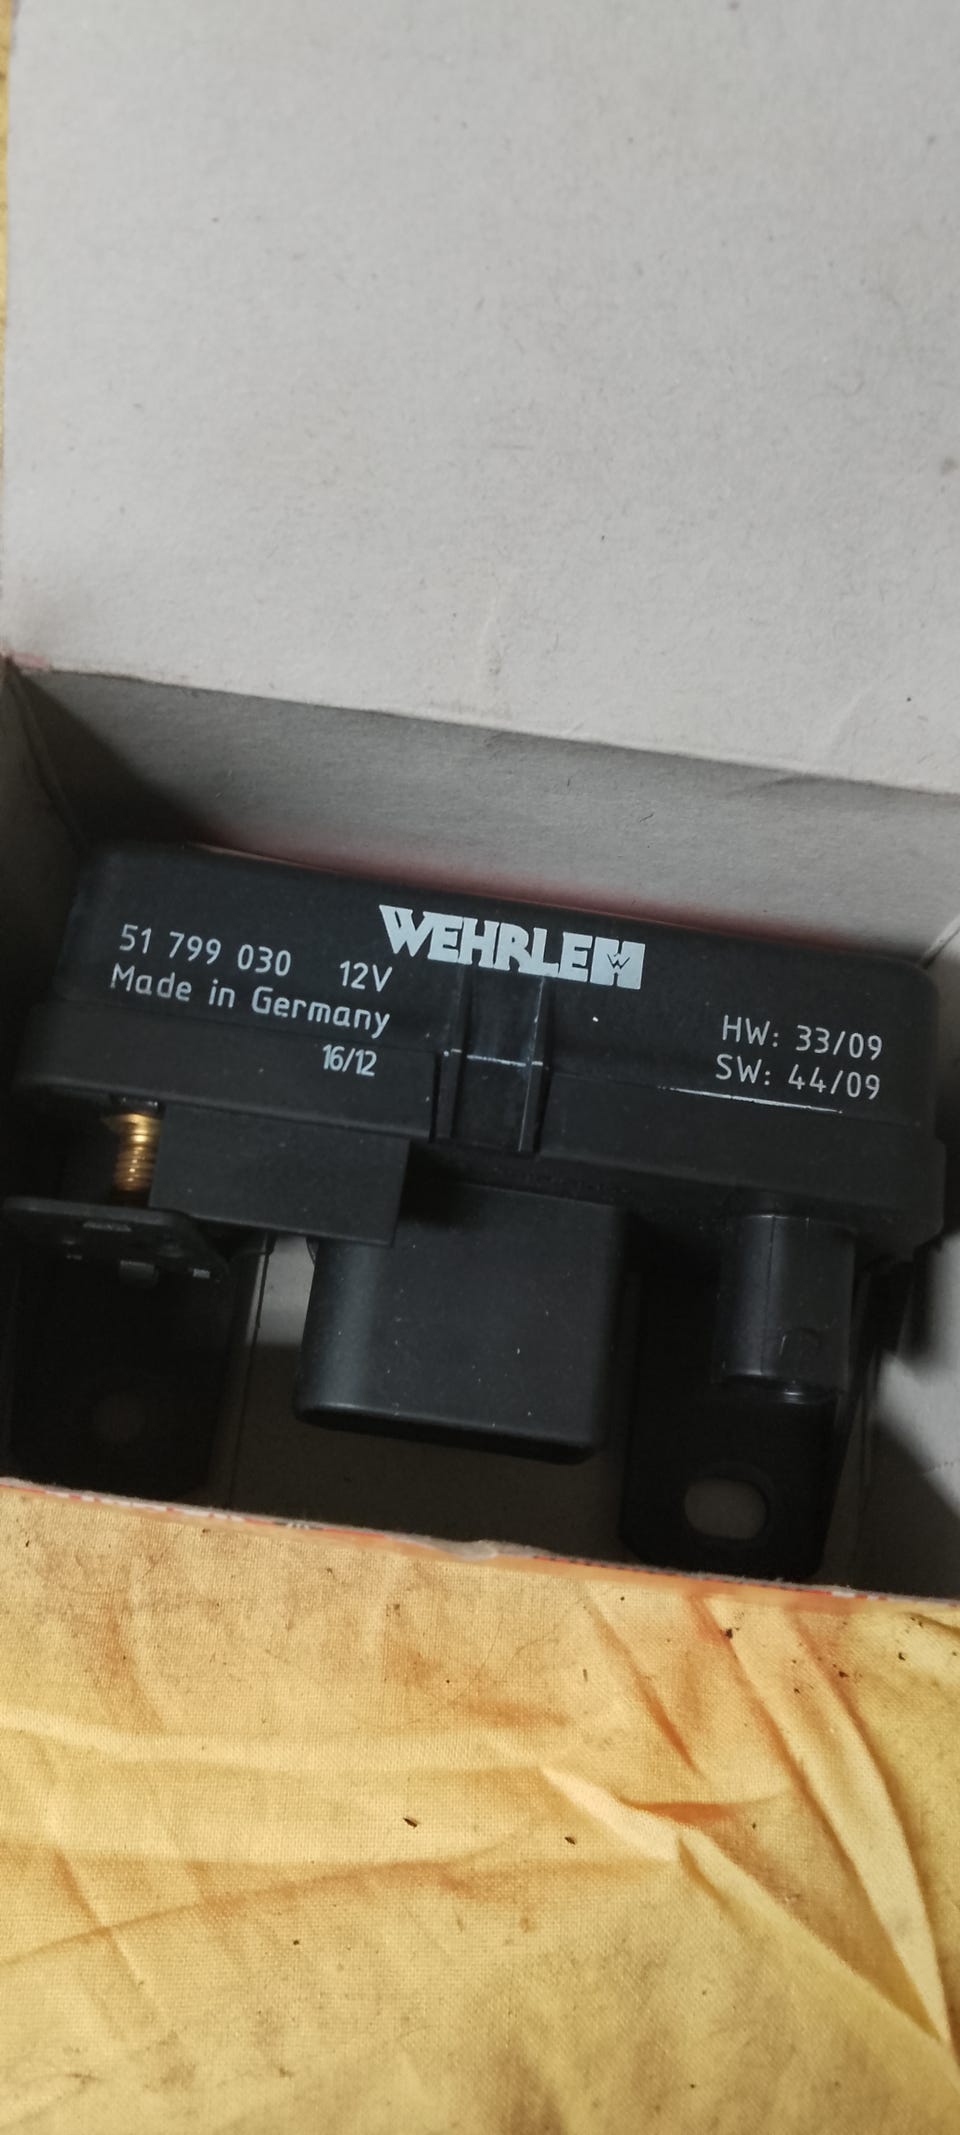 WEHRLE W
51 799 030 12V
Made in Germany
16/12
HW: 33/09
SW: 44/09